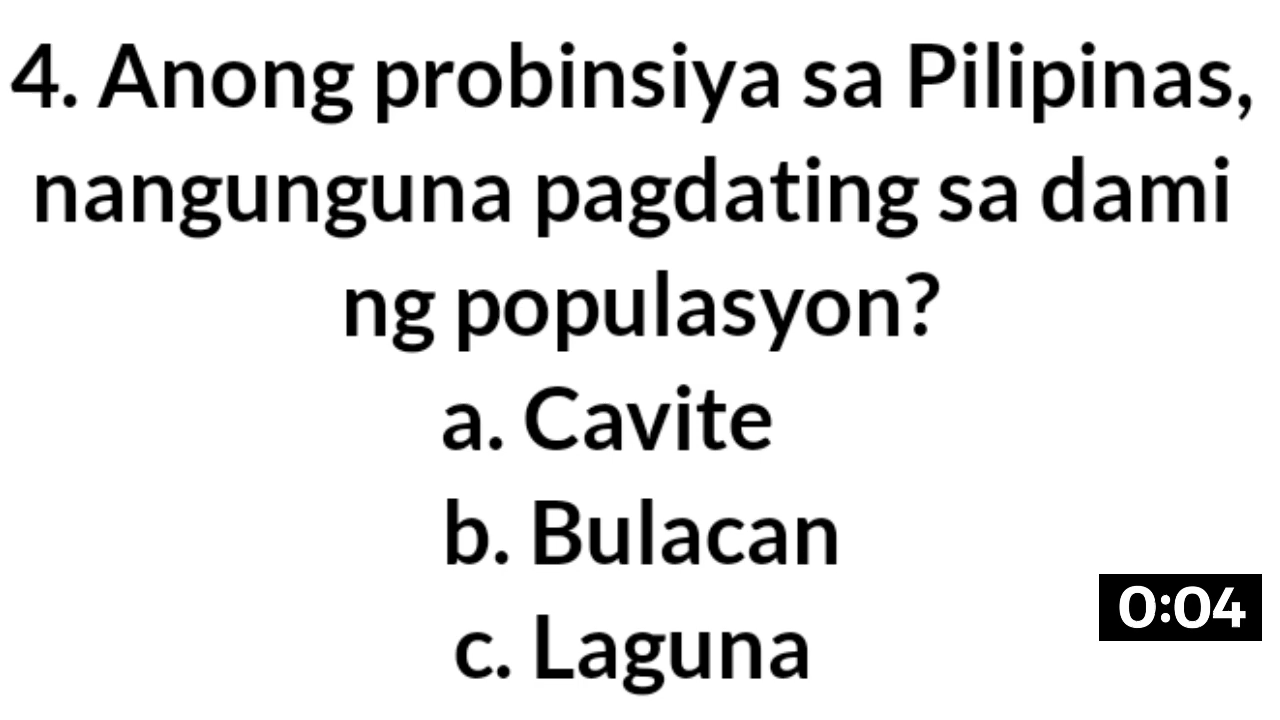 4. Anong probinsiya sa Pilipinas,
nangunguna pagdating sa dami
ng populasyon?
a. Cavite
b. Bulacan
c. Laguna
0:04